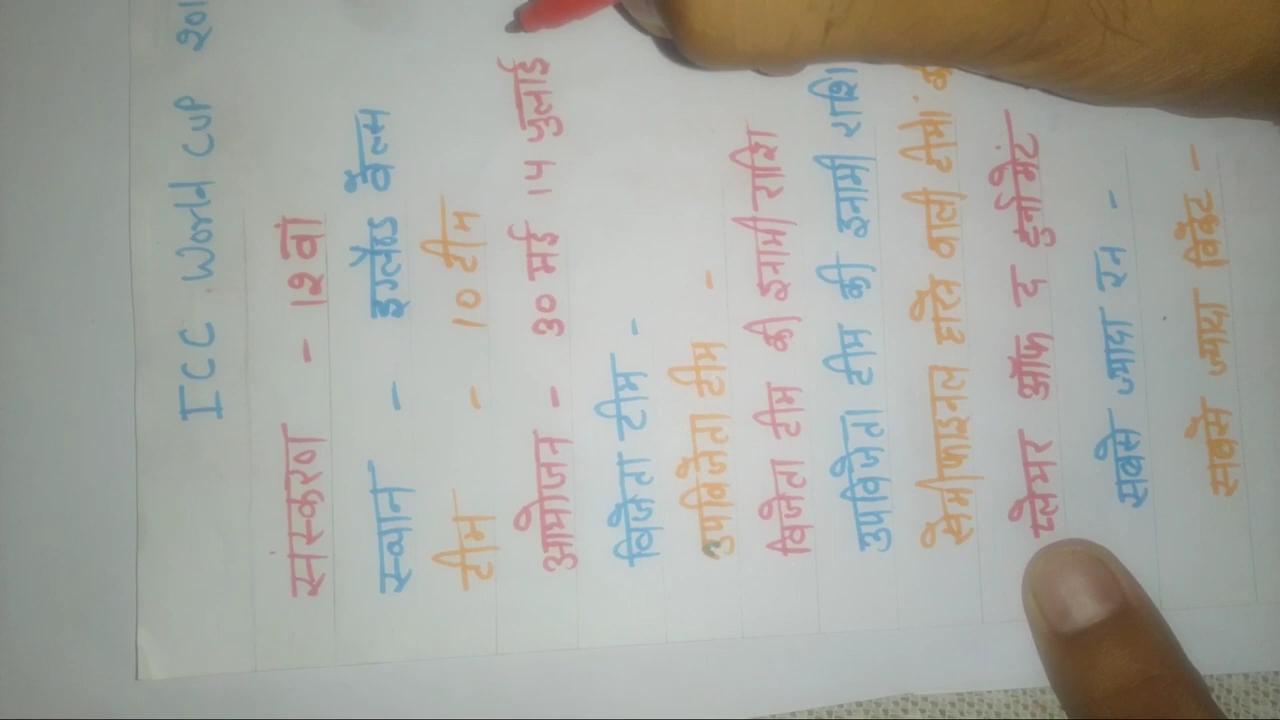 ICC World CUP 201
संस्करण - 12वां
स्थान - इंग्लैंड वेल्स
टीम - 10 टीम
आयोजन - 30 मई 14 जुलाई
विजेता टीम -
उपविजेता टीम -
विजेता टीम की इनामी राशि
उपविजेता टीम की इनामी राशि
सेमीफाइनल हारने वाली टीमों
प्लेयर ऑफ द टुर्नामेंट
सबसे ज्यादा रन -
सबसे ज्यादा विकेट -